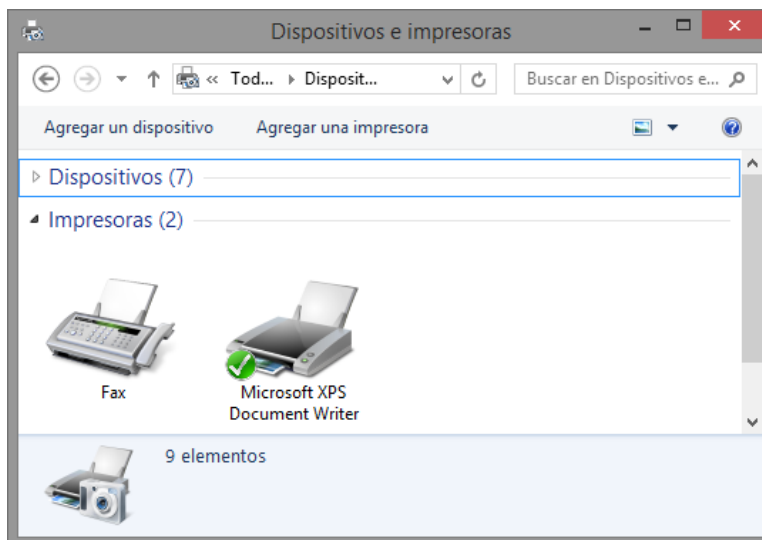 Dispositivos e impresoras
« Tod... Disposit...
Buscar en Dispositivos e...
Agregar un dispositivo Agregar una impresora
Dispositivos (7)
Impresoras (2)
Fax
Microsoft XPS
Document Writer
9 elementos